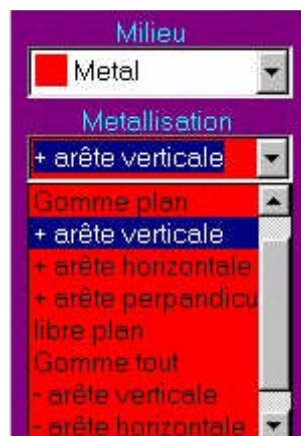 Milieu
Metal
Metallisation
+ arête verticale
Gomme plan
+ arête verticale
+ arête horizontale
+ arête perpandicu
libre plan
Gomme tout
- arête verticale
- arête horizontale